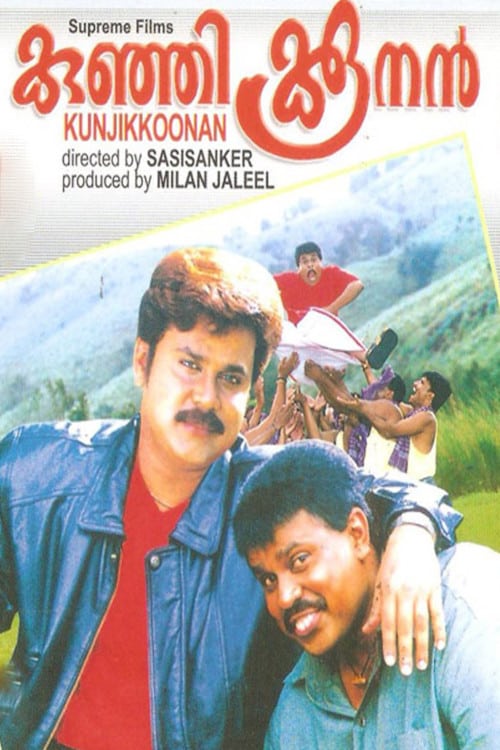 Supreme Films
കുഞ്ഞിക്കൂനൻ
KUNJIKKOONAN
directed by SASISANKER
produced by MILAN JALEEL